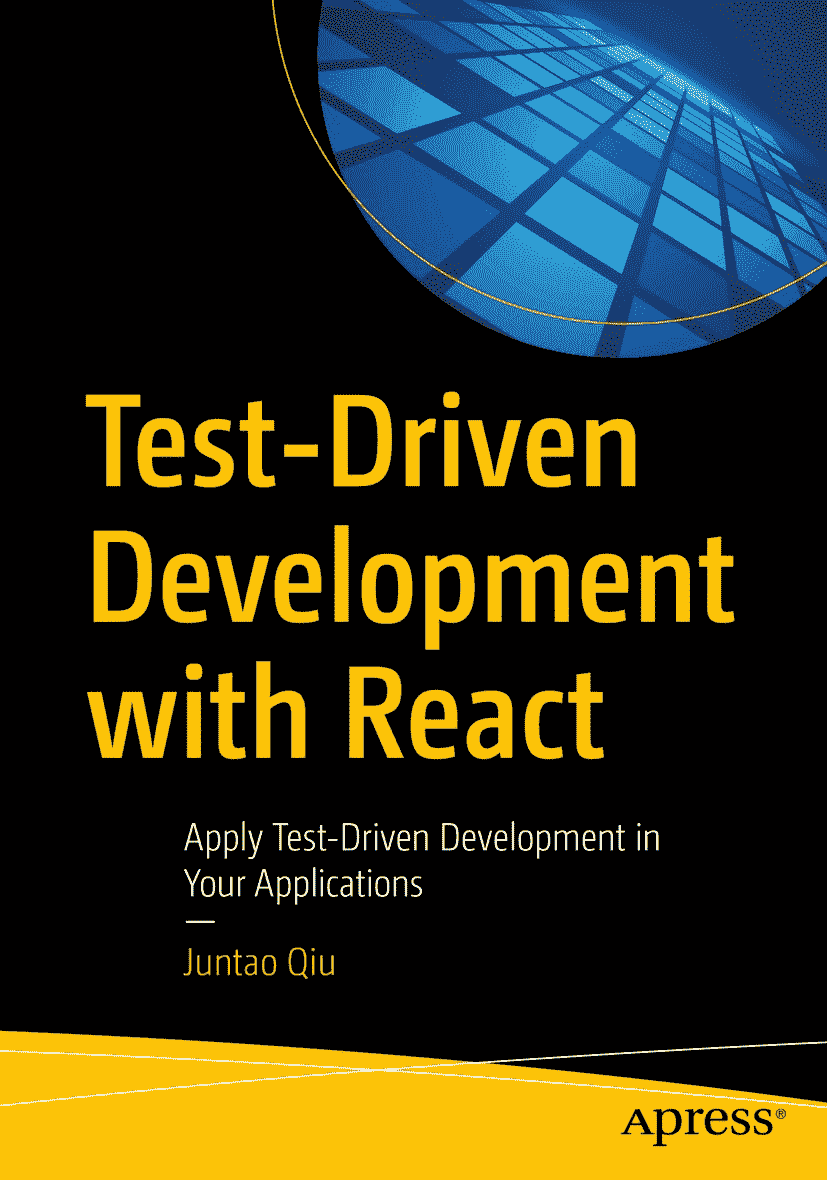 Test-Driven
Development
with React
Apply Test-Driven Development in
Your Applications
Juntao Qiu
Apress®